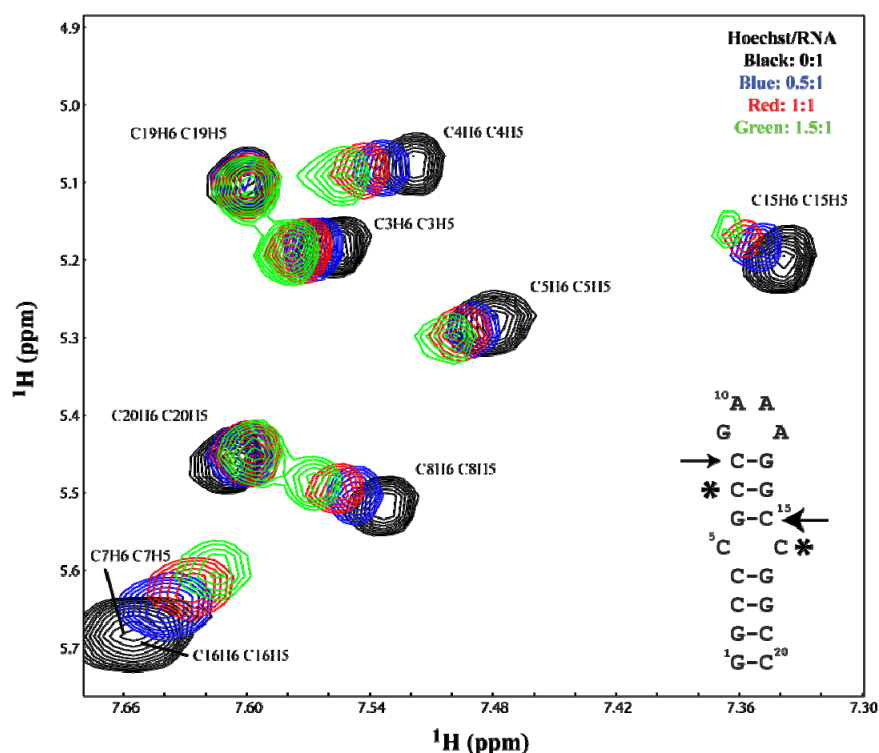 4.9
5.0
5.1
5.2
5.3
5.4
5.5
5.6
5.7
¹H (ppm)
Hoechst/RNA
Black: 0:1
Blue: 0.5:1
Red: 1:1
Green: 1.5:1
C19H6 C19H5
C4H6 C4H5
C15H6 C15H5
C3H6 C3H5
C5H6 C5H5
C20H6 C20H5
C8H6 C8H5
C7H6 C7H5
C16H6 C16H5
¹⁰A A
G A
C-G
* C-G
G-C¹⁵
⁵C C *
C-G
C-G
G-C
¹G-C²⁰
7.66 7.60 7.54 7.48 7.42 7.36 7.30
¹H (ppm)